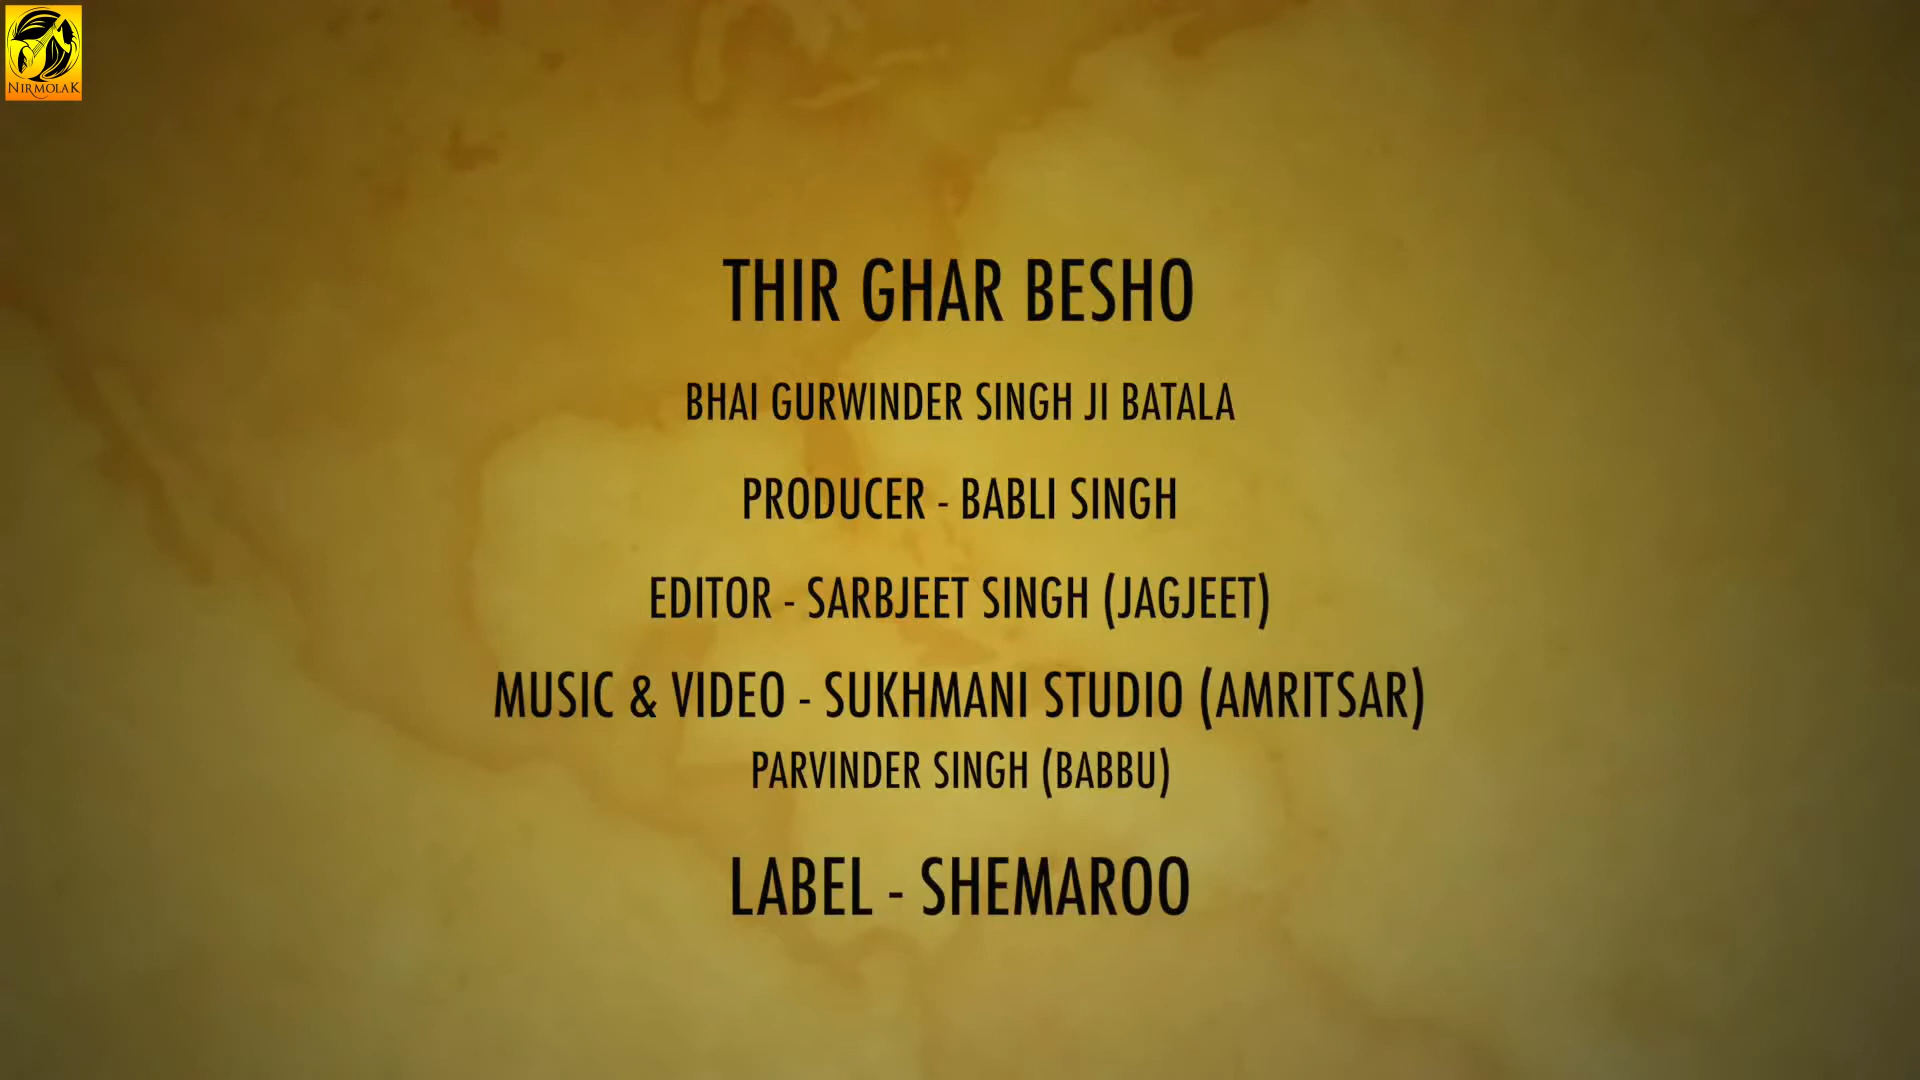 NIRMOLAK
THIR GHAR BESHO
BHAI GURWINDER SINGH JI BATALA
PRODUCER - BABLI SINGH
EDITOR - SARBJEET SINGH (JAGJEET)
MUSIC & VIDEO - SUKHMANI STUDIO (AMRITSAR)
PARVINDER SINGH (BABBU)
LABEL - SHEMAROO